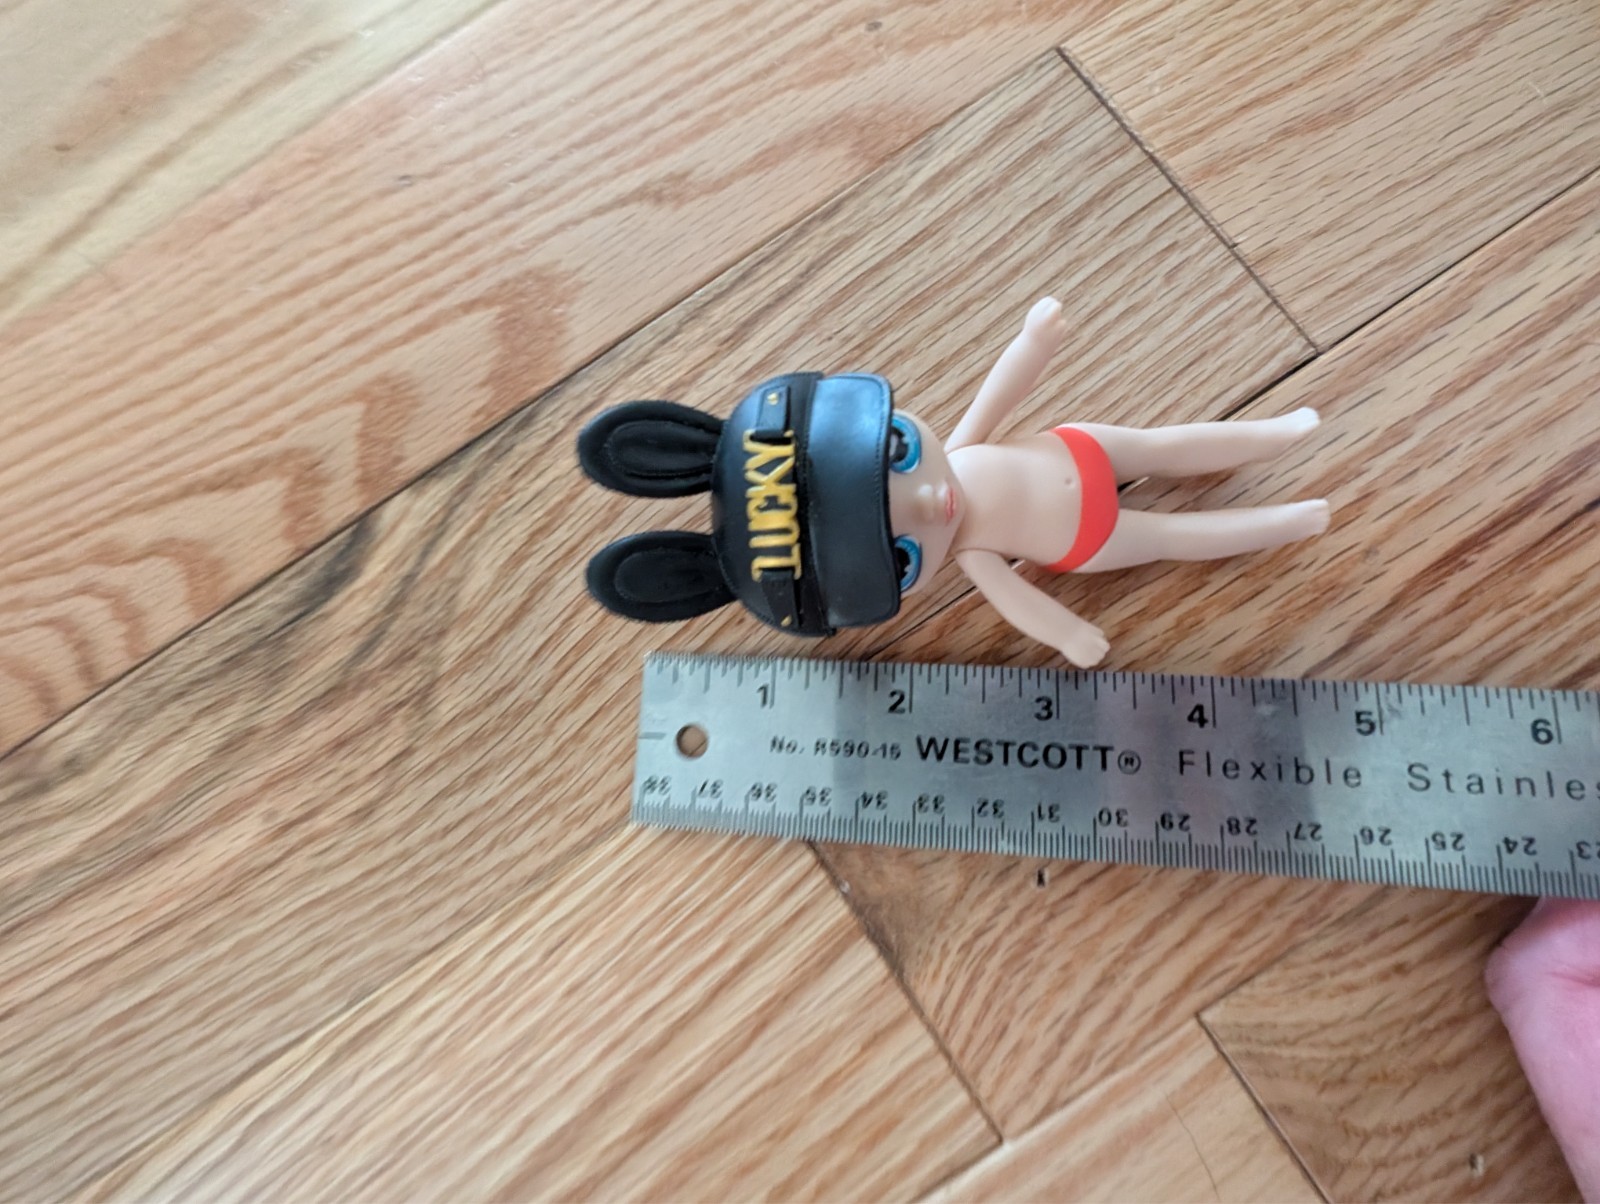 LUCKY
1 2 3 4 5 6
No. R590-15 WESTCOTT® Flexible Stainles
38 37 36 35 34 33 32 31 30 29 28 27 26 25 24 23